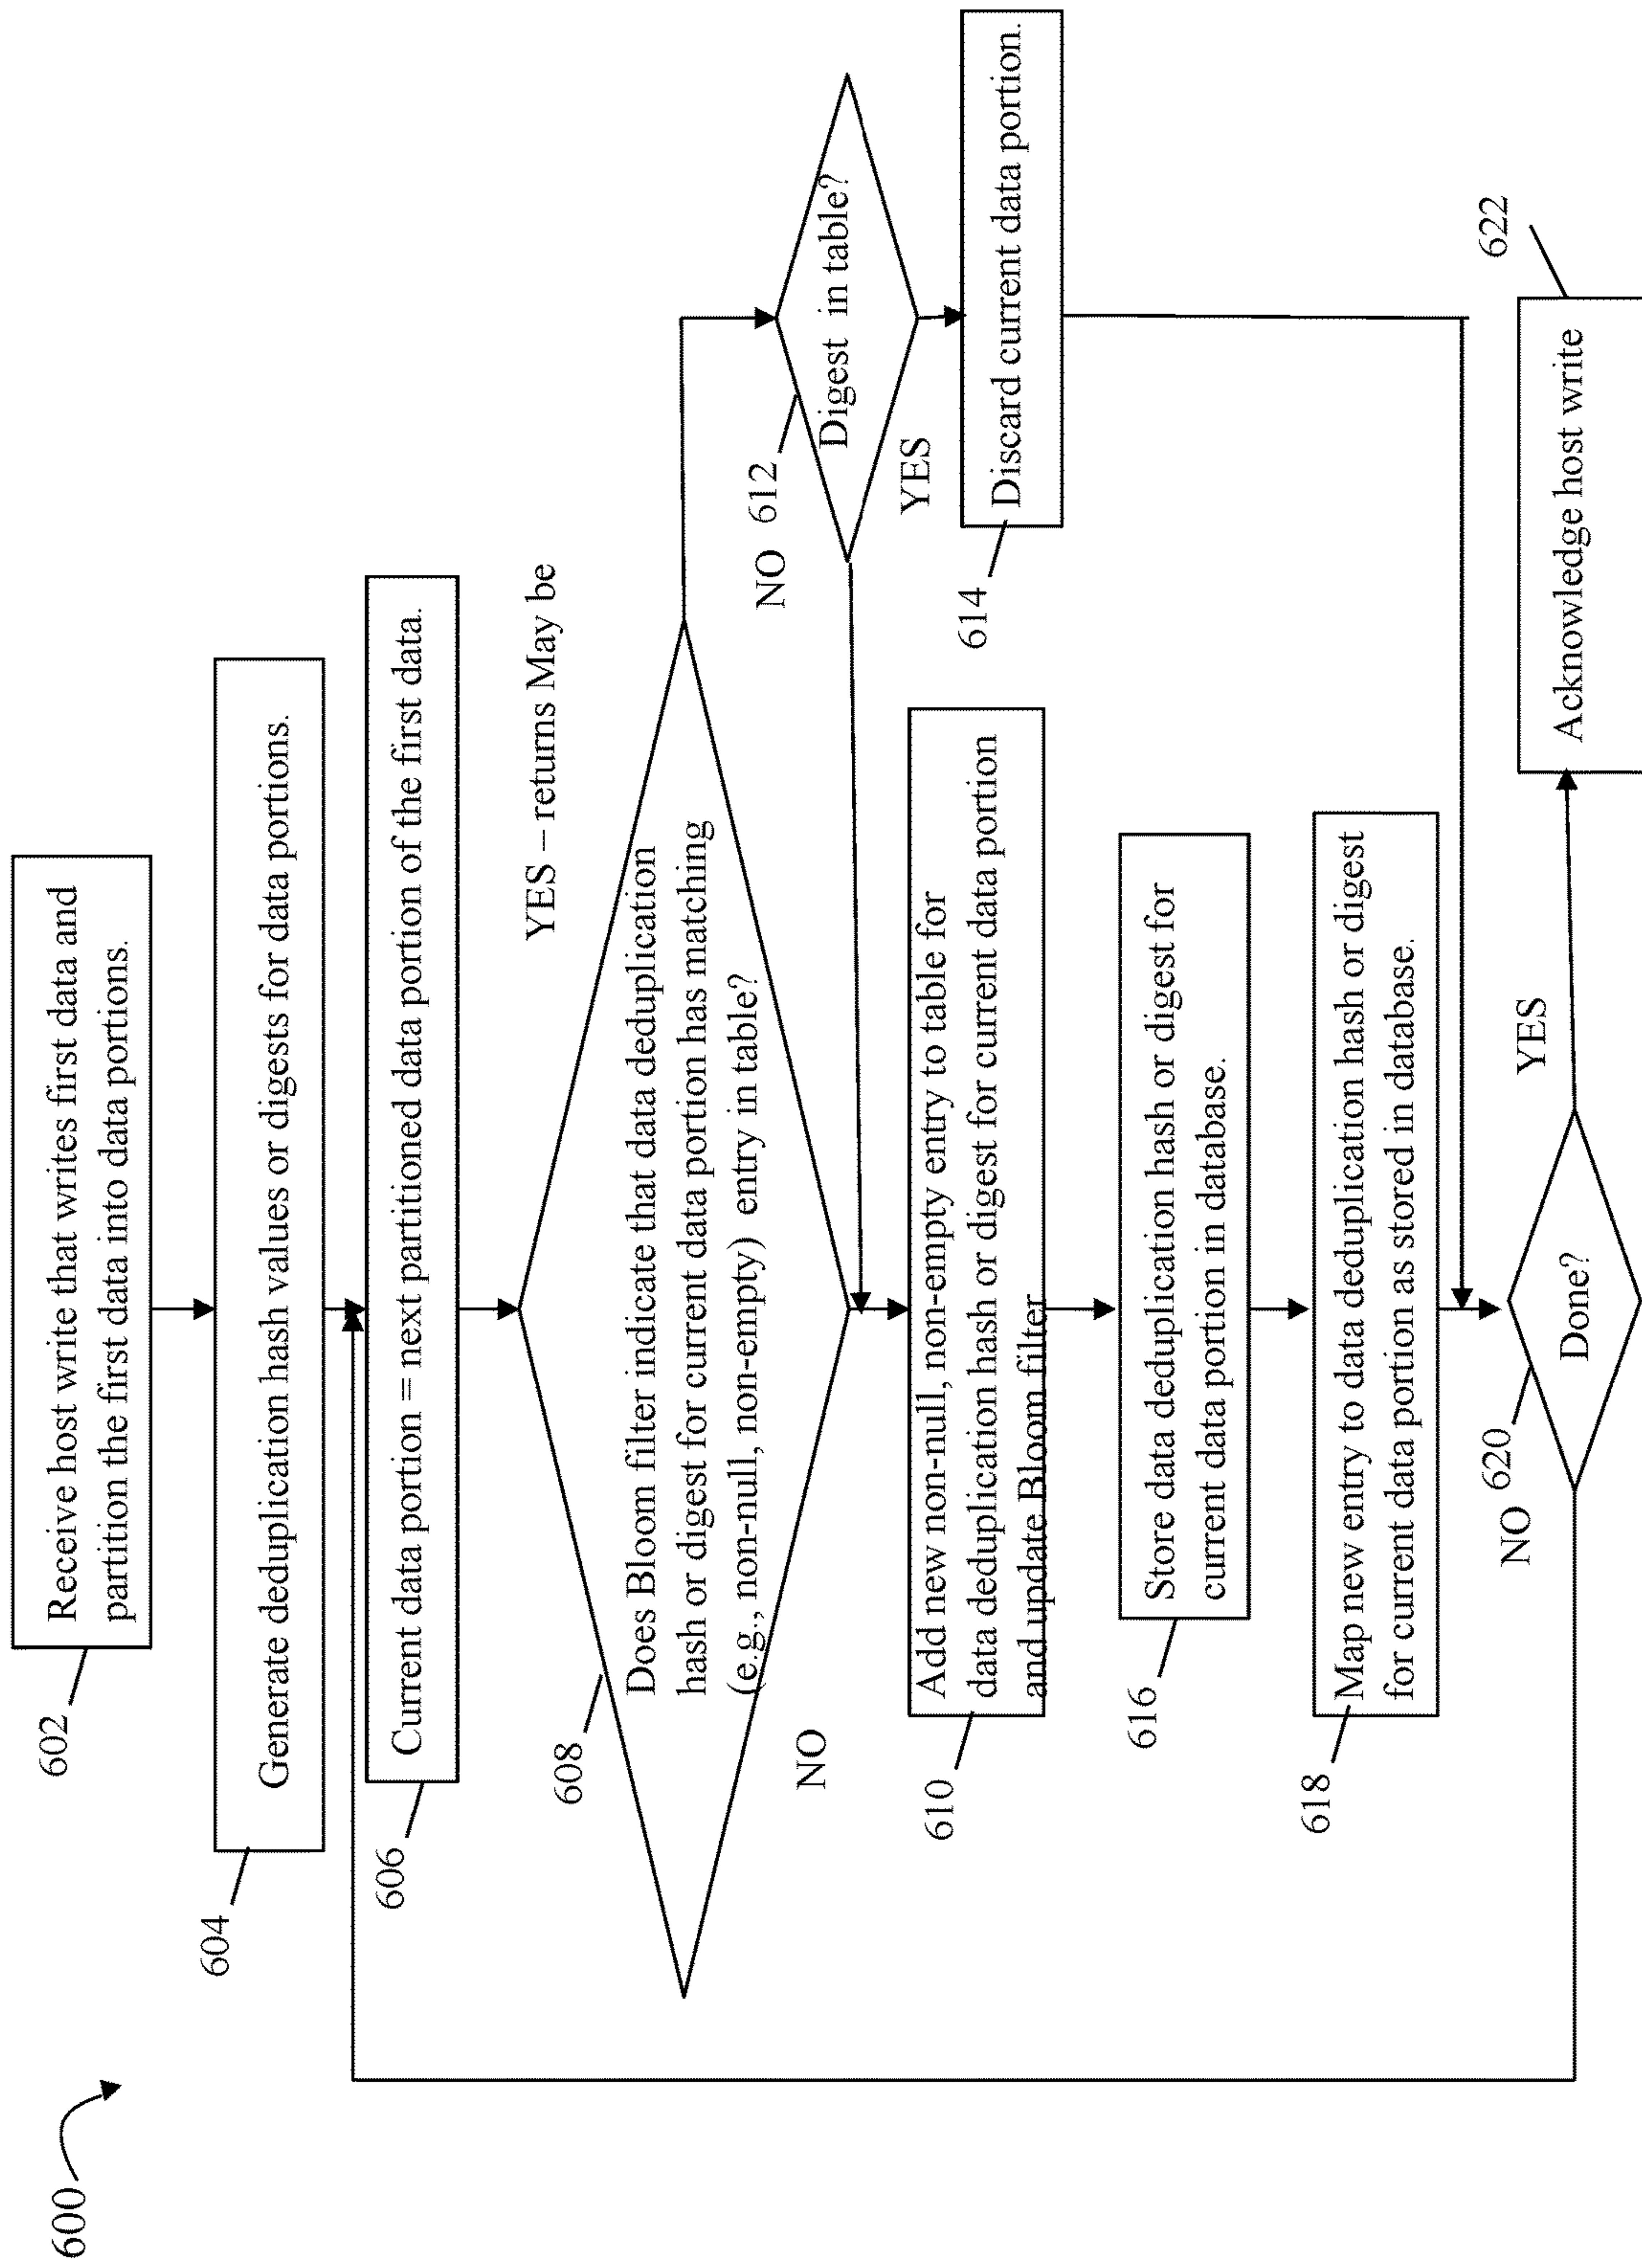 600
602
Receive host write that writes first data and
partition the first data into data portions.
604
Generate deduplication hash values or digests for data portions.
606
Current data portion = next partitioned data portion of the first data.
YES – returns May be
608
Does Bloom filter indicate that data deduplication
hash or digest for current data portion has matching
(e.g., non-null, non-empty) entry in table?
NO
NO 612
Digest in table?
YES
614
Discard current data portion.
610
Add new non-null, non-empty entry to table for
data deduplication hash or digest for current data portion
and update Bloom filter
616
Store data deduplication hash or digest for
current data portion in database.
618
Map new entry to data deduplication hash or digest
for current data portion as stored in database.
NO 620
Done?
YES
622
Acknowledge host write